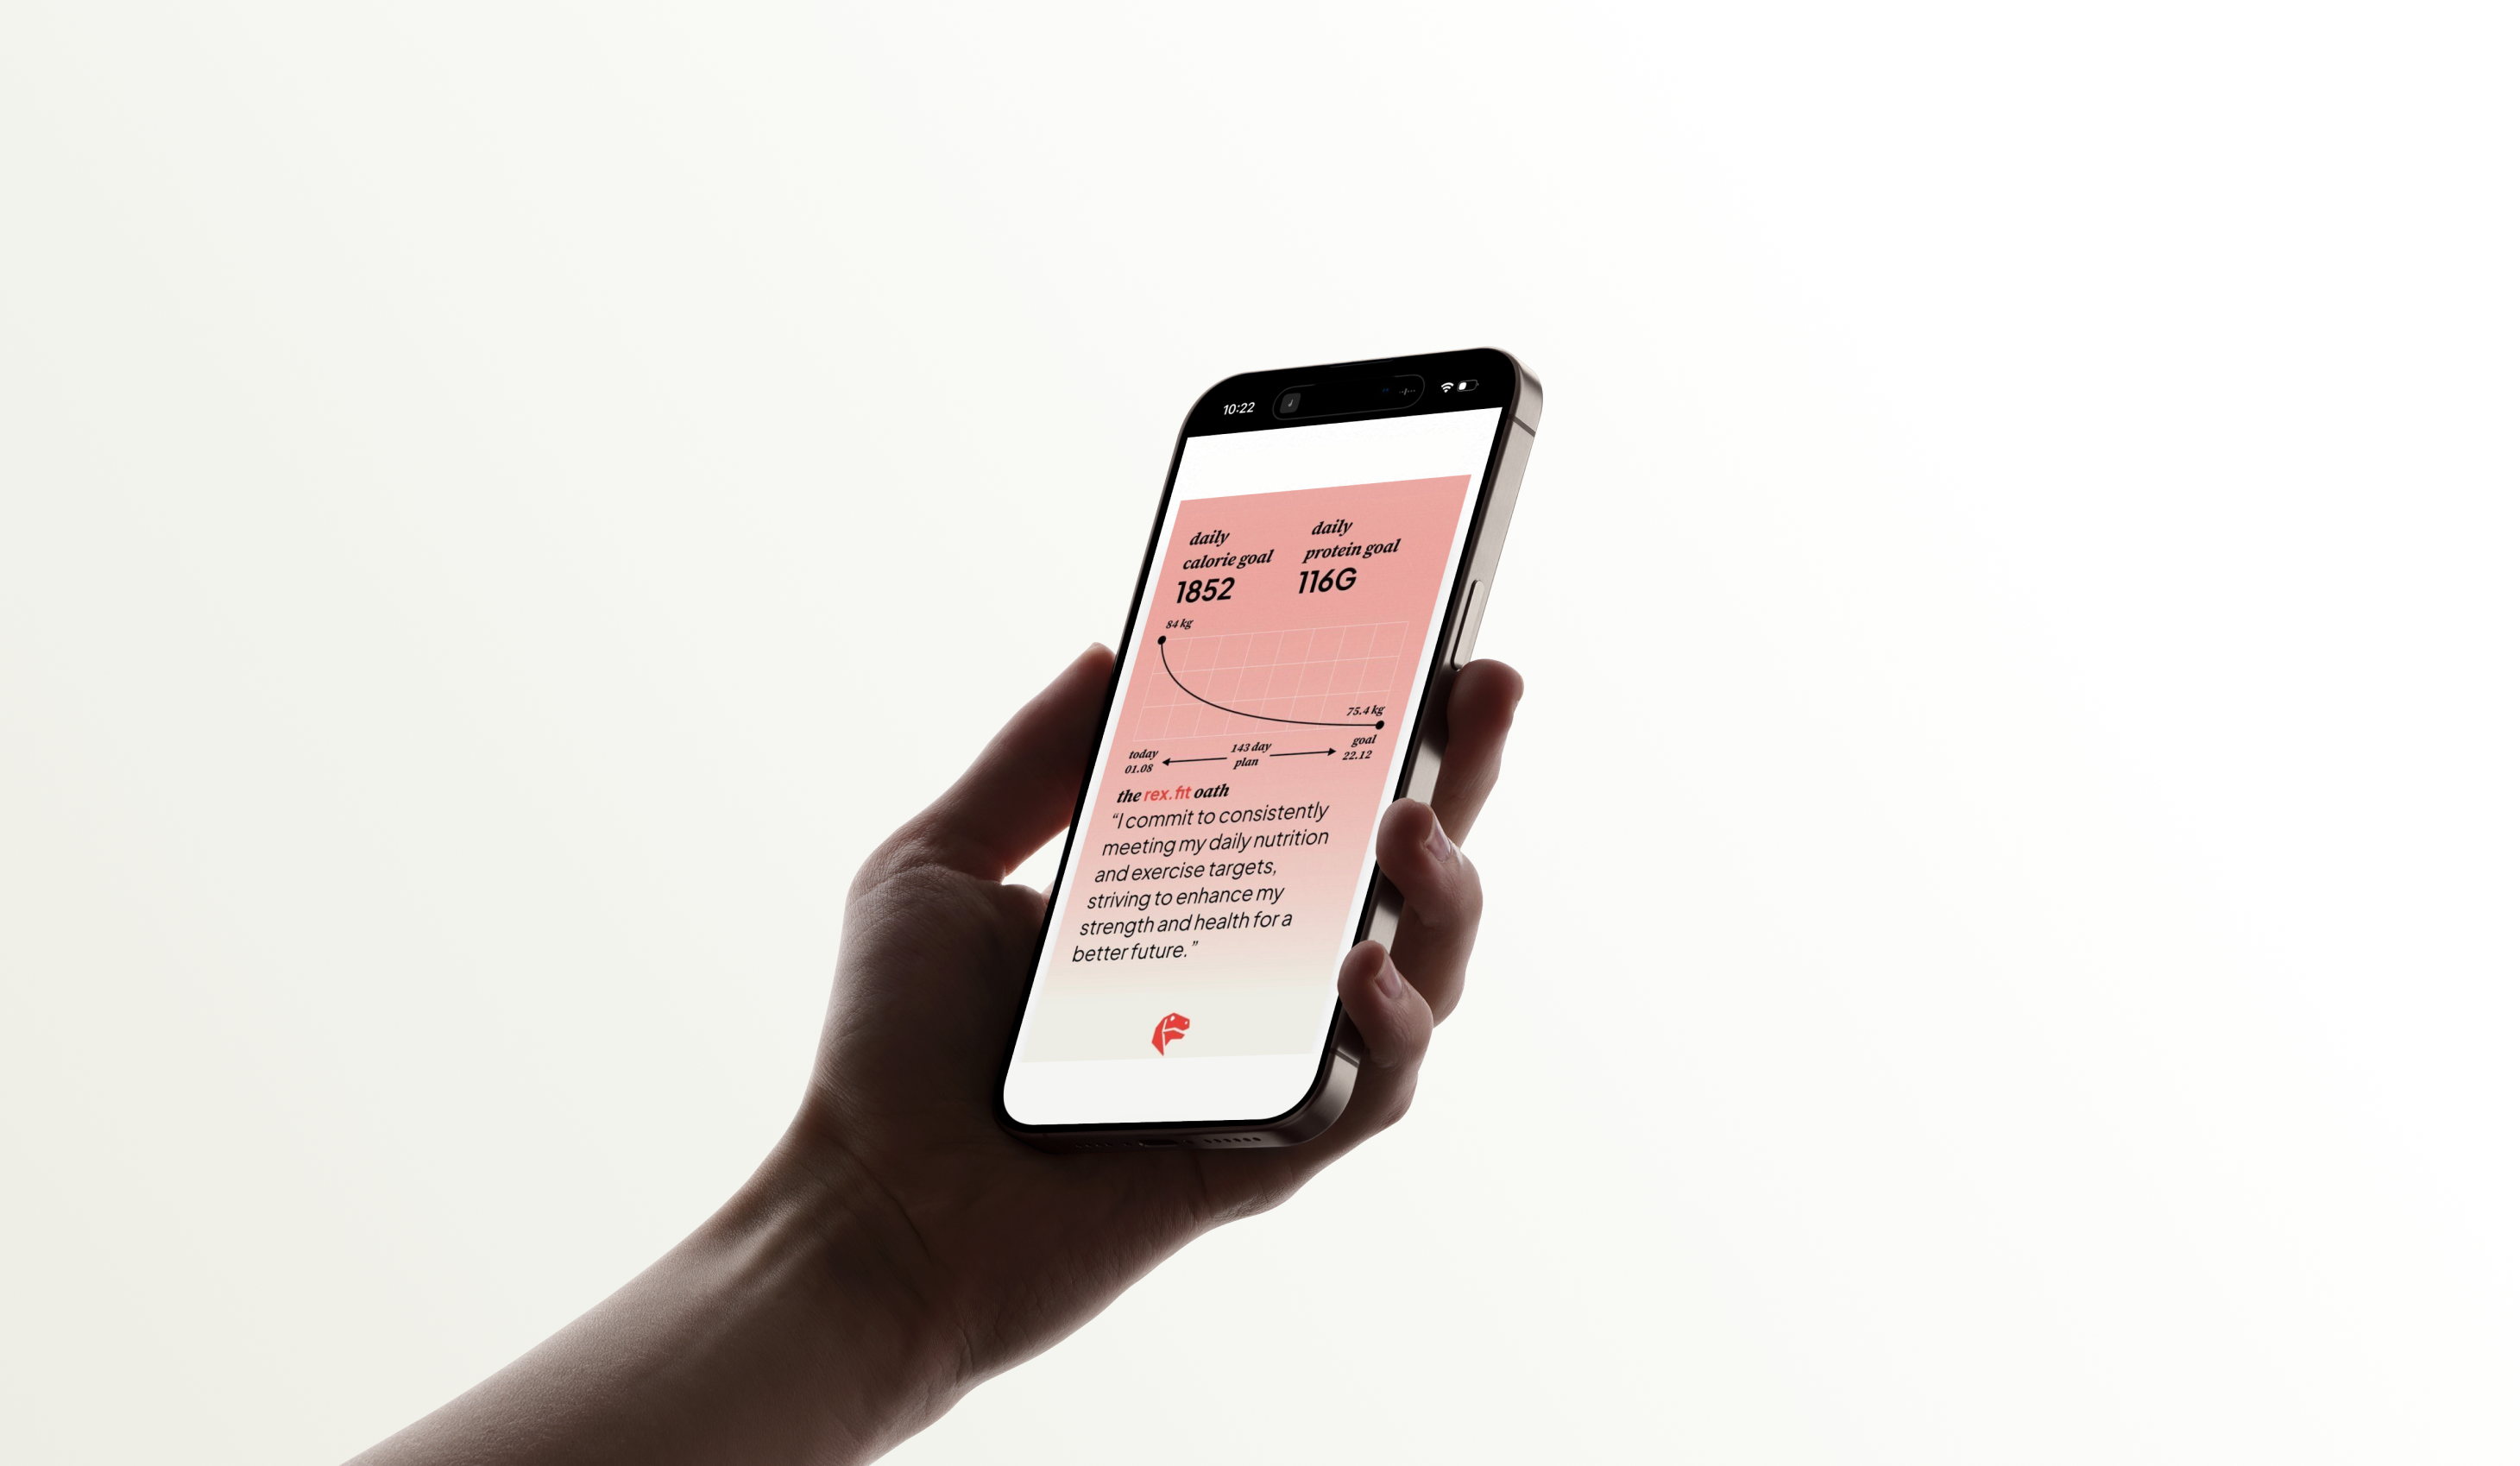 10:22
daily
calorie goal
1852
daily
protein goal
116G
84 kg
75.4 kg
today
01.08
143 day
plan
goal
22.12
the rex.fit oath
“I commit to consistently
meeting my daily nutrition
and exercise targets,
striving to enhance my
strength and health for a
better future.”